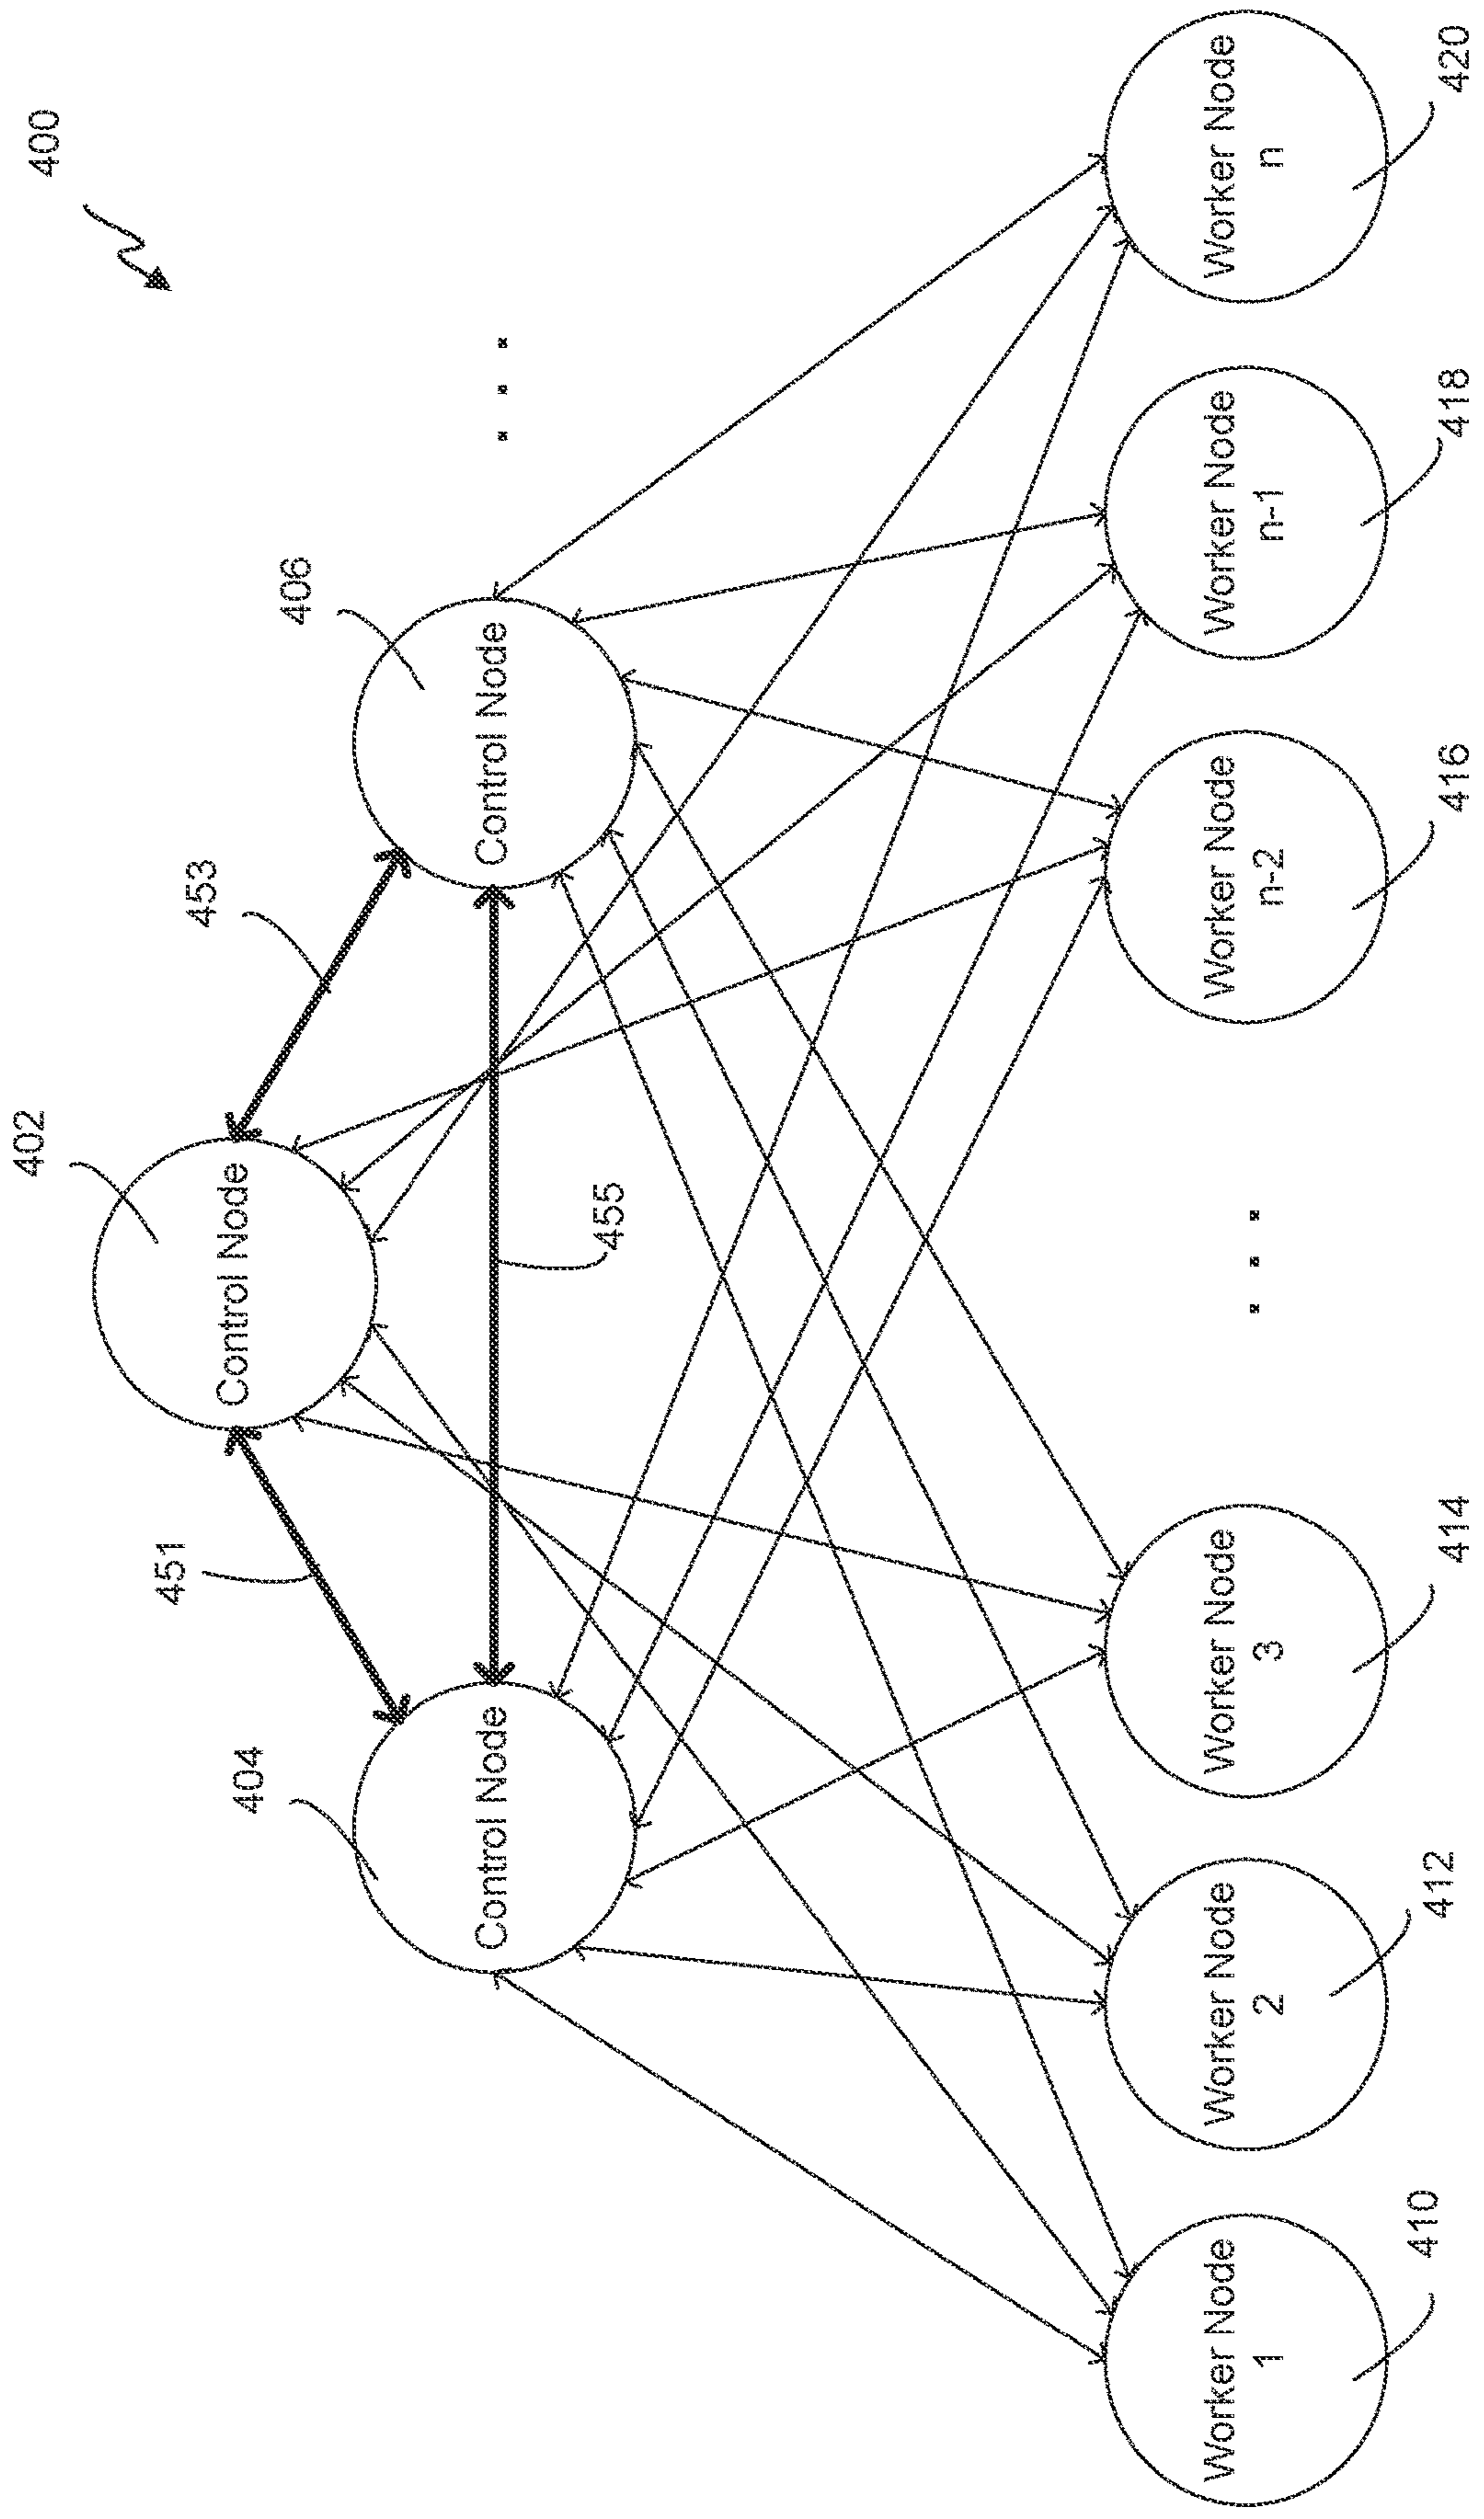 400
402
Control Node
451
453
404
Control Node
406
Control Node
455
Worker Node
1
410
Worker Node
2
412
Worker Node
3
414
Worker Node
n-2
416
Worker Node
n-1
418
Worker Node
n
420